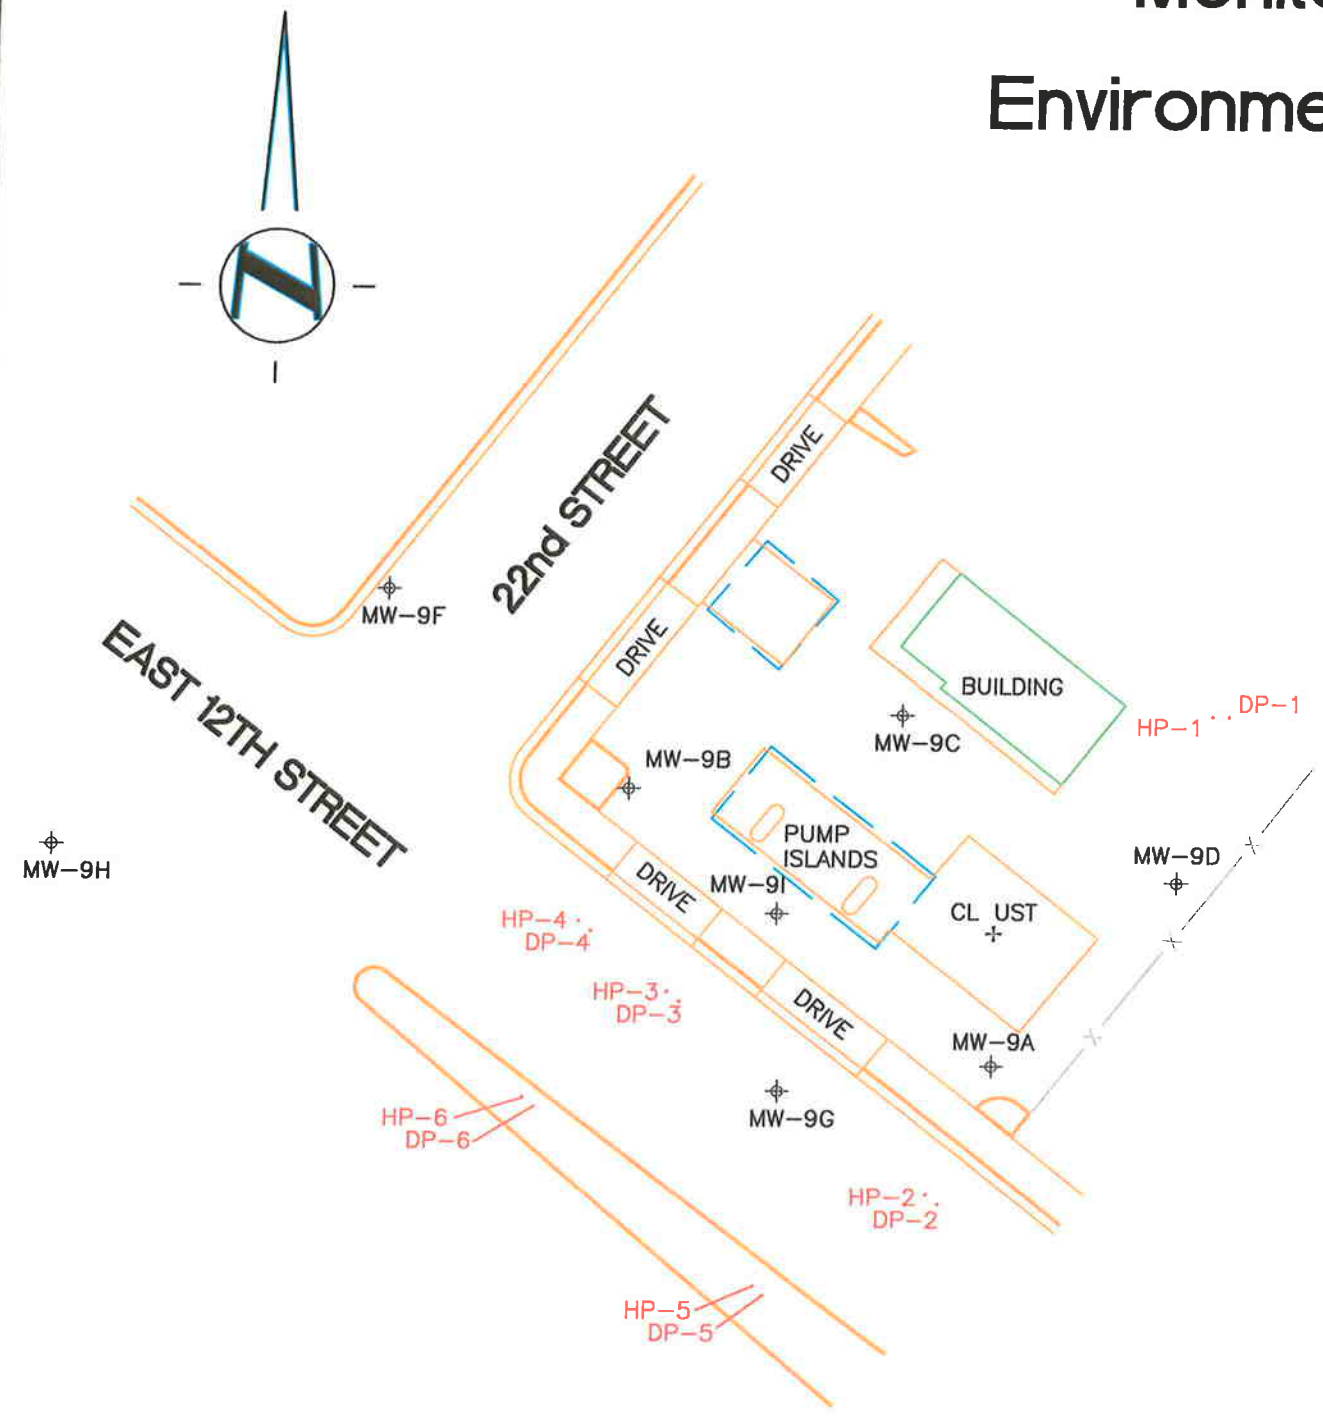 Environme
N
22nd STREET
DRIVE
MW-9F
EAST 12TH STREET
DRIVE
BUILDING
HP-1
DP-1
MW-9C
MW-9B
PUMP
ISLANDS
MW-9H
MW-9D
DRIVE
MW-9I
CL UST
HP-4
DP-4
HP-3
DP-3
DRIVE
MW-9A
HP-6
DP-6
MW-9G
HP-2
DP-2
HP-5
DP-5